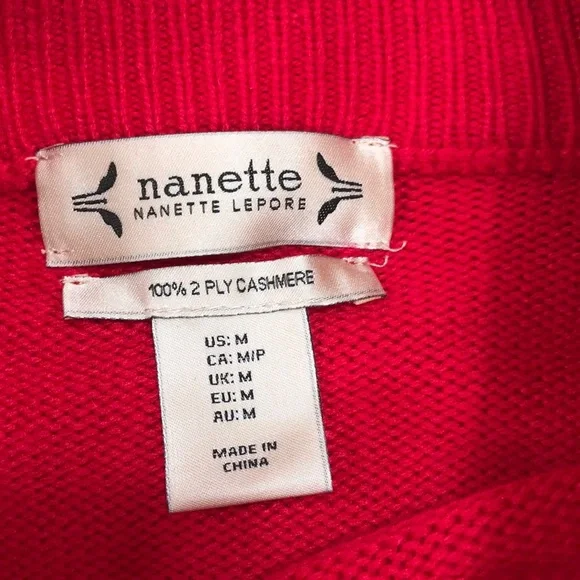 nanette
NANETTE LEPORE
100% 2 PLY CASHMERE
US: M
CA: M/P
UK: M
EU: M
AU: M
MADE IN
CHINA